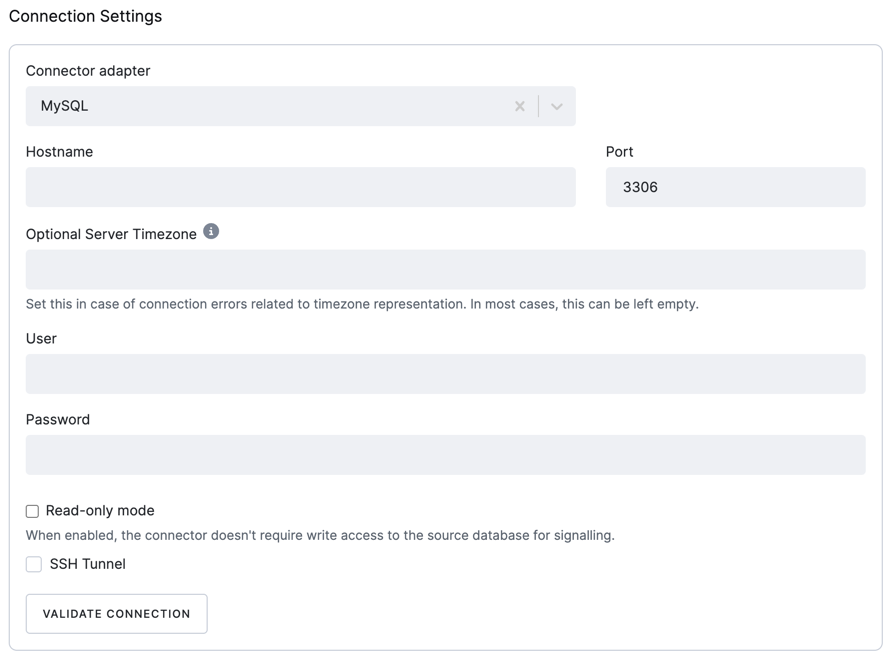 Connection Settings
Connector adapter
MySQL
Hostname
Port
3306
Optional Server Timezone
Set this in case of connection errors related to timezone representation. In most cases, this can be left empty.
User
Password
Read-only mode
When enabled, the connector doesn't require write access to the source database for signalling.
SSH Tunnel
VALIDATE CONNECTION